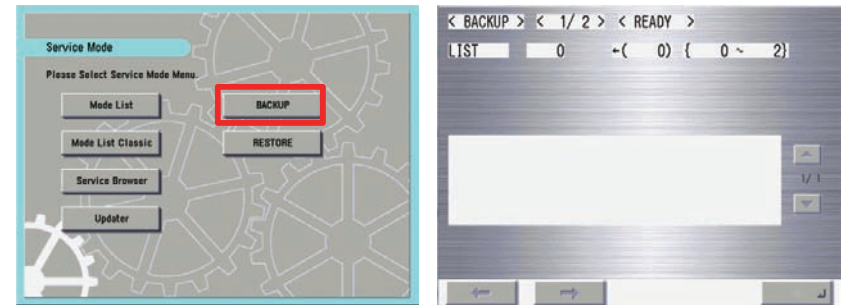 Service Mode
Please Select Service Mode Menu.
Mode List
BACKUP
Mode List Classic
RESTORE
Service Browser
Updater
< BACKUP > < 1/ 2 > < READY >
LIST 0 ←( 0) { 0 ~ 2}
1/ 1